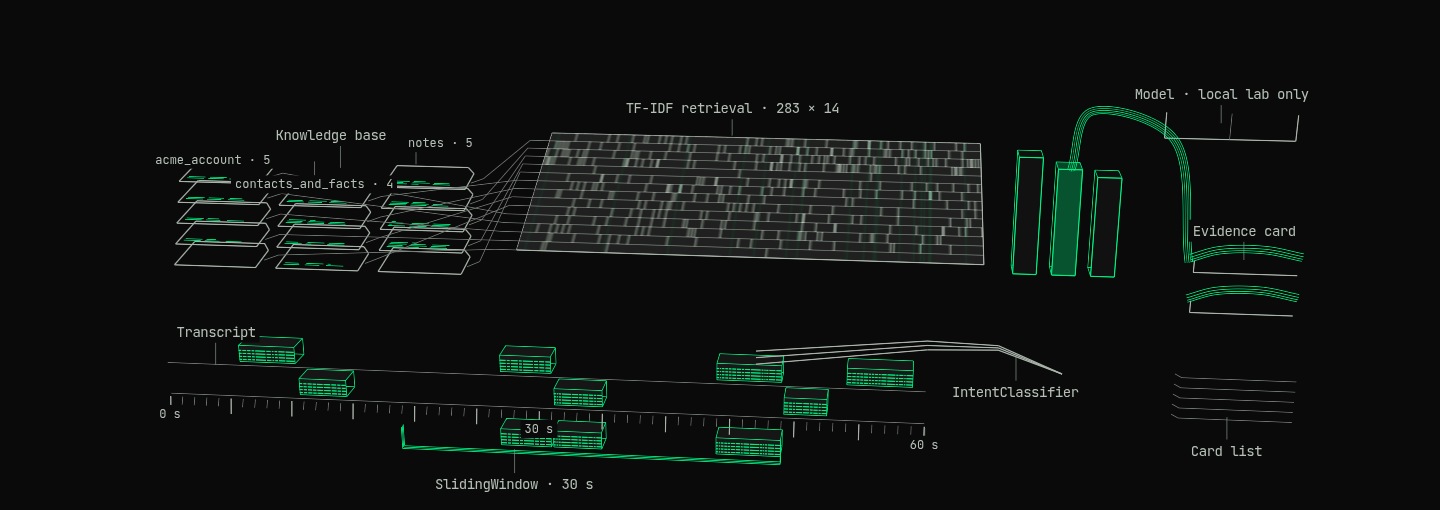 Model · local lab only
TF-IDF retrieval · 283 × 14
Knowledge base
notes · 5
acme_account · 5
contacts_and_facts · 4
Evidence card
Transcript
IntentClassifier
0 s
30 s
60 s
Card list
SlidingWindow · 30 s